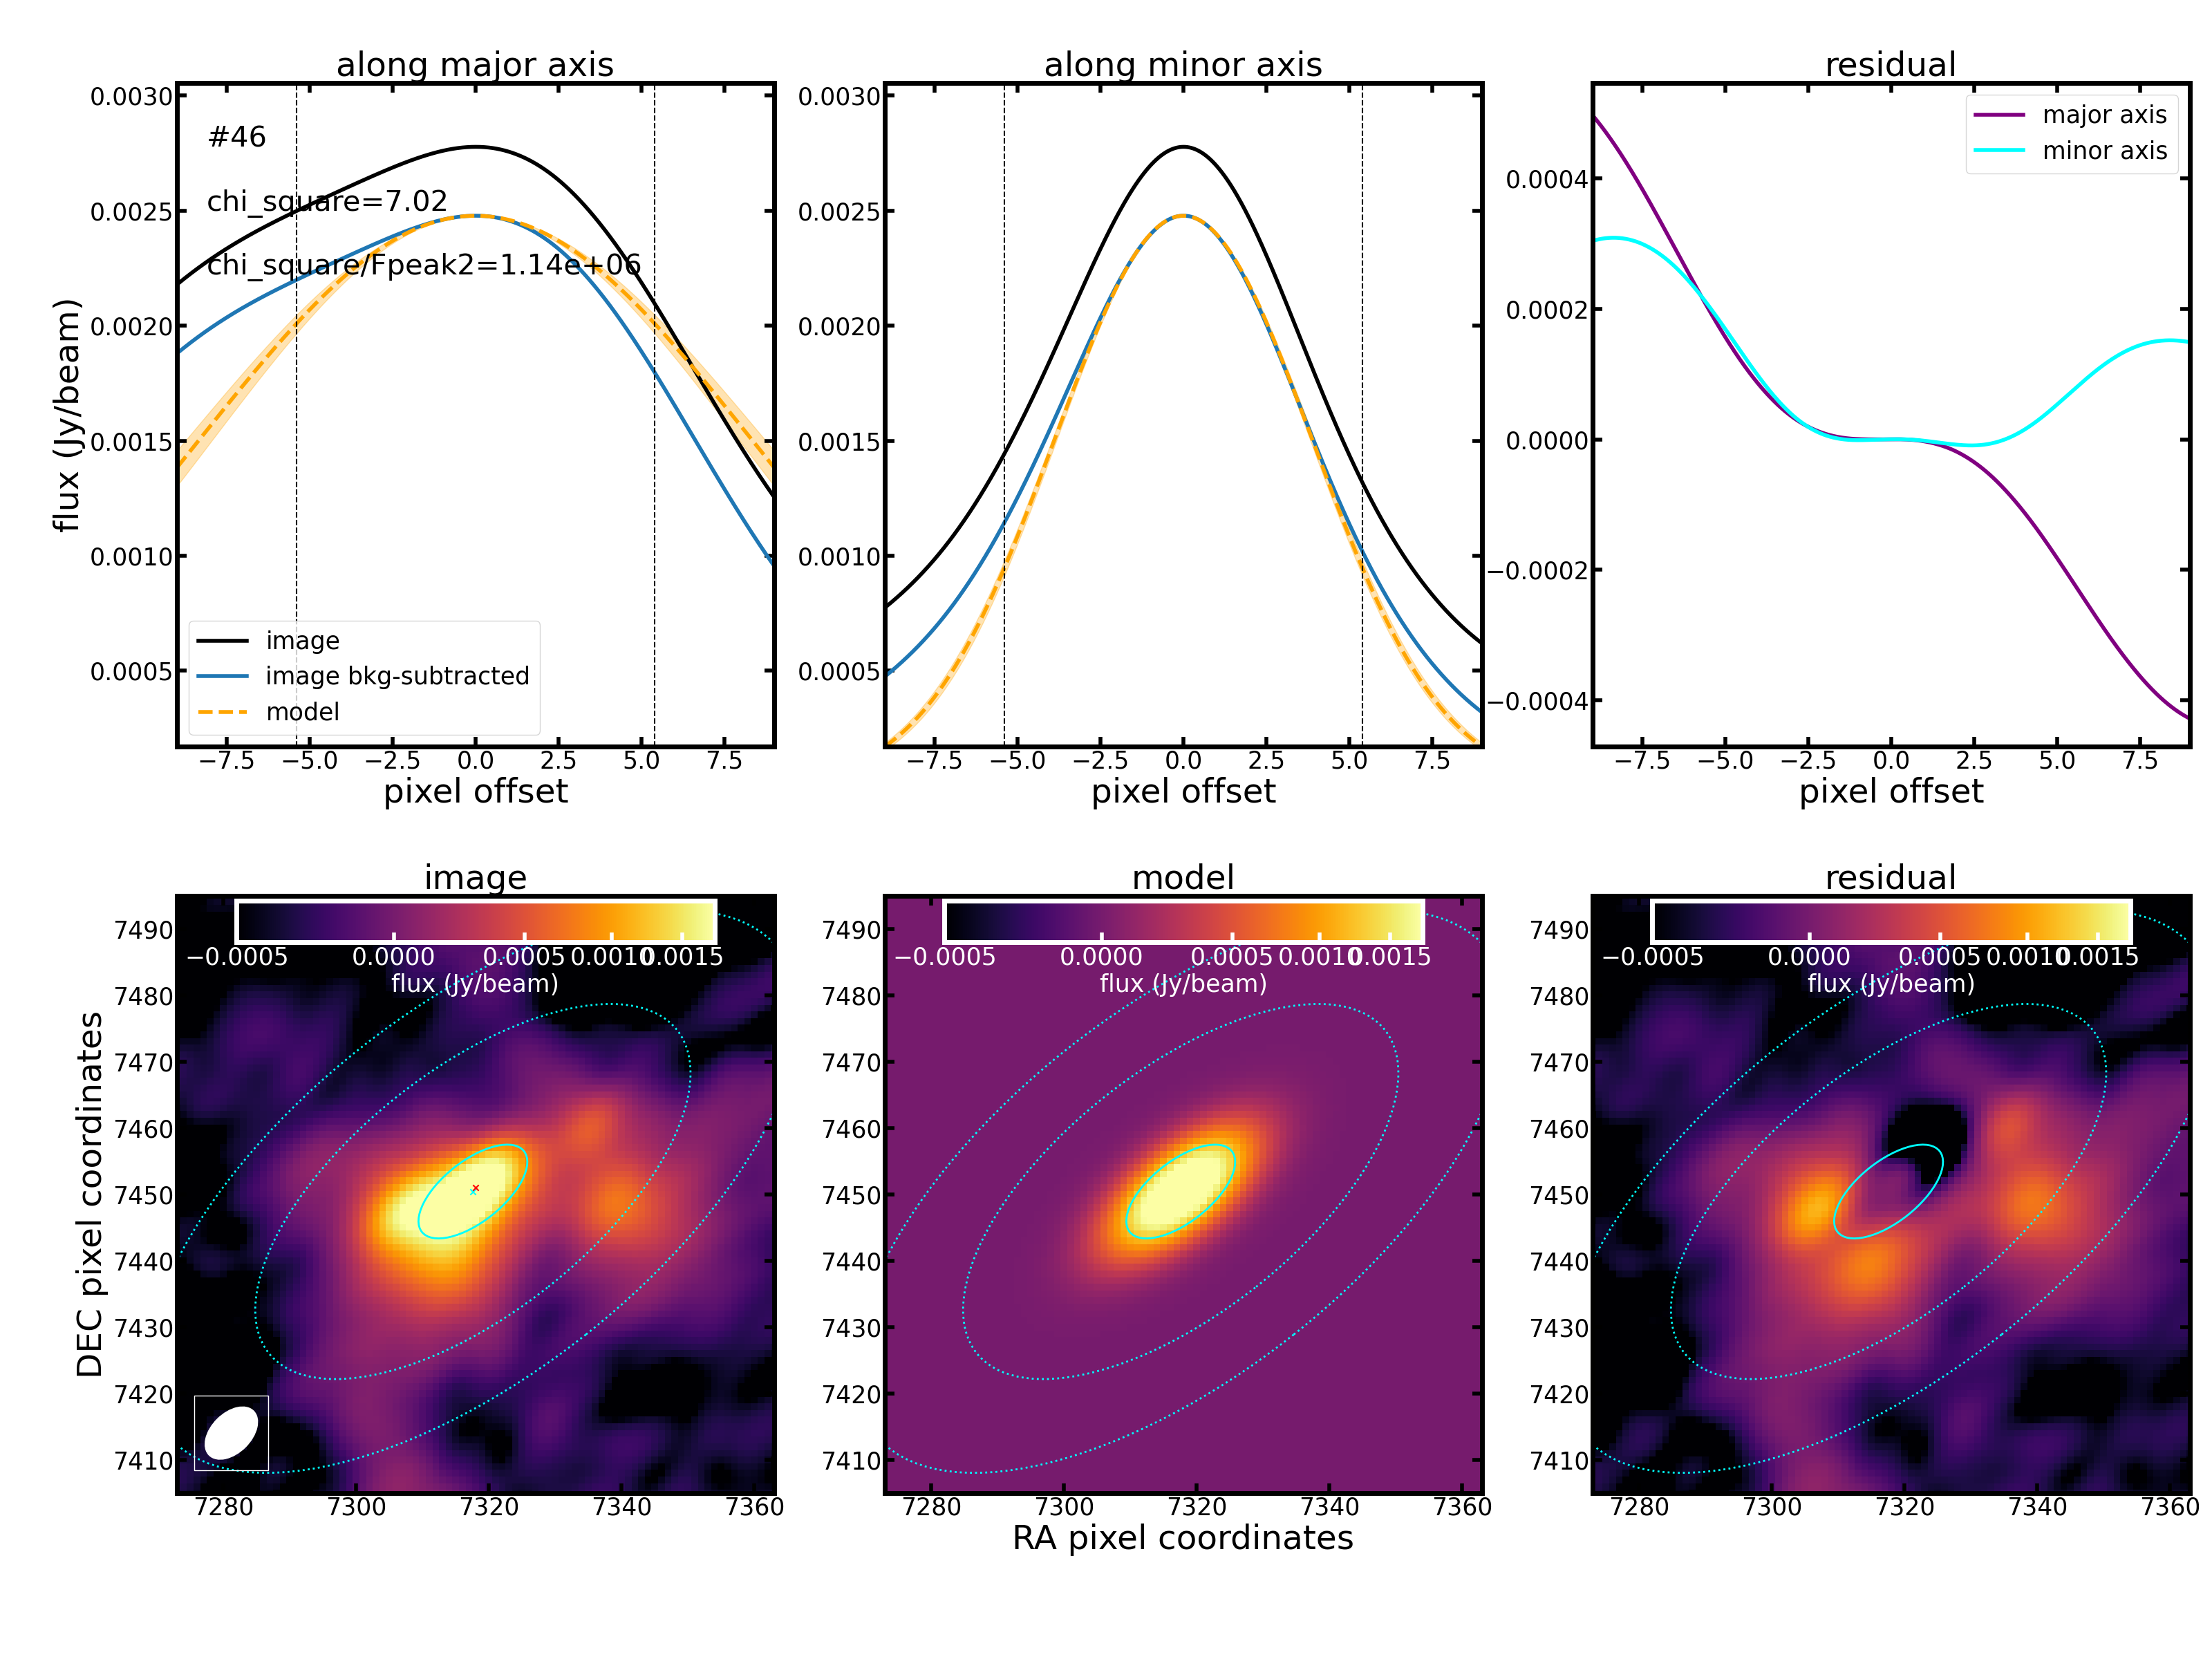 along major axis
along minor axis
residual
0.0030
0.0025
0.0020
0.0015
0.0010
0.0005
flux (Jy/beam)
#46
chi_square=7.02
chi_square/Fpeak2=1.14e+06
image
image bkg-subtracted
model
−7.5 −5.0 −2.5 0.0 2.5 5.0 7.5
pixel offset
0.0030
0.0025
0.0020
0.0015
0.0010
0.0005
−7.5 −5.0 −2.5 0.0 2.5 5.0 7.5
pixel offset
major axis
minor axis
0.0004
0.0002
0.0000
−0.0002
−0.0004
−7.5 −5.0 −2.5 0.0 2.5 5.0 7.5
pixel offset
image
−0.0005 0.0000 0.0005 0.0010 0.0015
flux (Jy/beam)
7490
7480
7470
7460
7450
7440
7430
7420
7410
DEC pixel coordinates
7280 7300 7320 7340 7360
model
−0.0005 0.0000 0.0005 0.0010 0.0015
flux (Jy/beam)
7490
7480
7470
7460
7450
7440
7430
7420
7410
7280 7300 7320 7340 7360
RA pixel coordinates
residual
−0.0005 0.0000 0.0005 0.0010 0.0015
flux (Jy/beam)
7490
7480
7470
7460
7450
7440
7430
7420
7410
7280 7300 7320 7340 7360